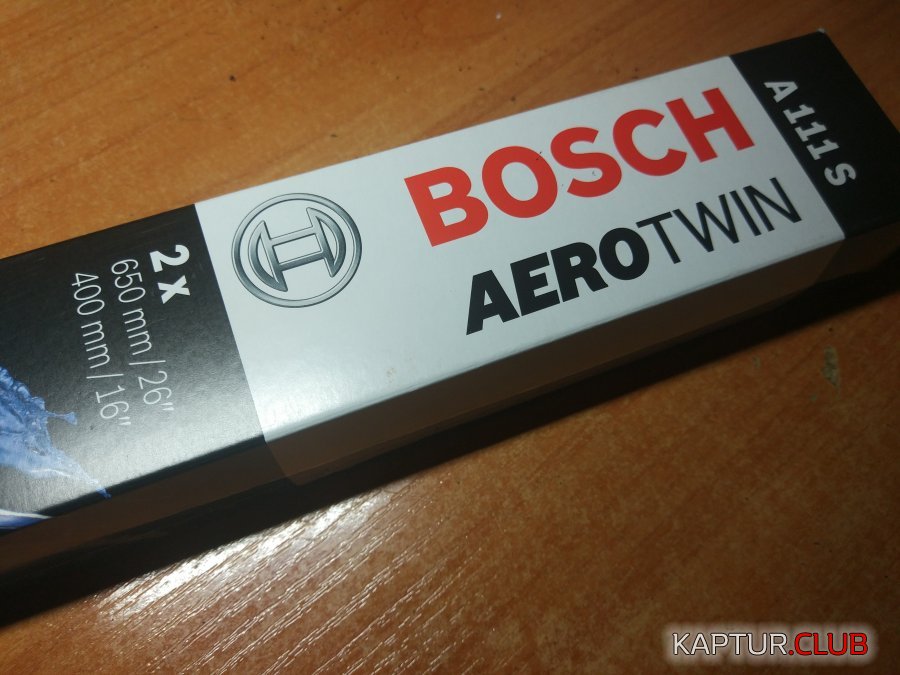 BOSCH
AEROTWIN
A 111 S
2 x
650 mm / 26"
400 mm / 16"
KAPTUR.CLUB